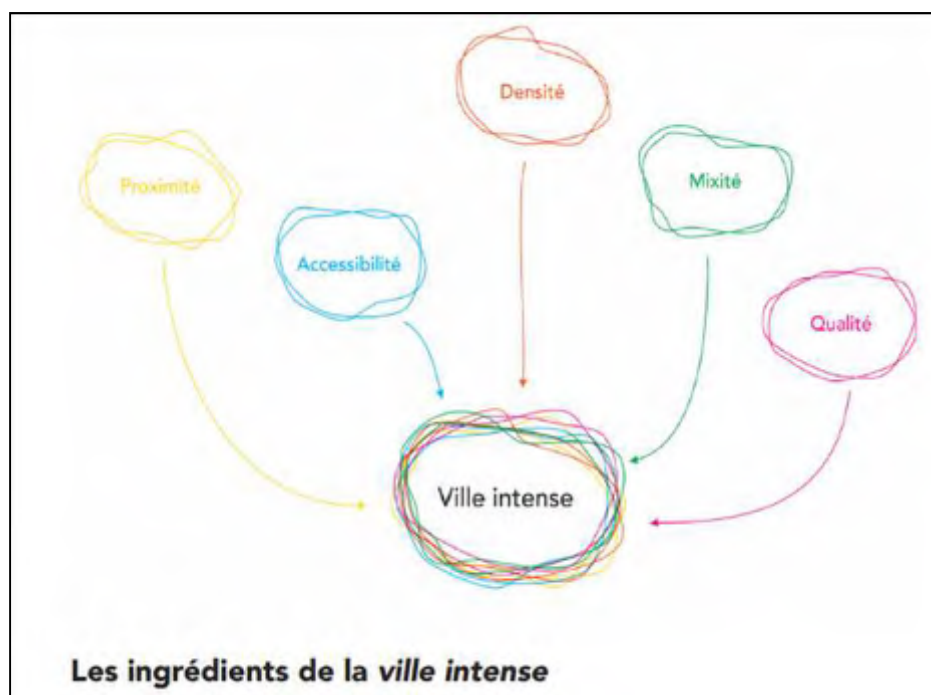 Densité
Proximité
Mixité
Accessibilité
Qualité
Ville intense
Les ingrédients de la ville intense